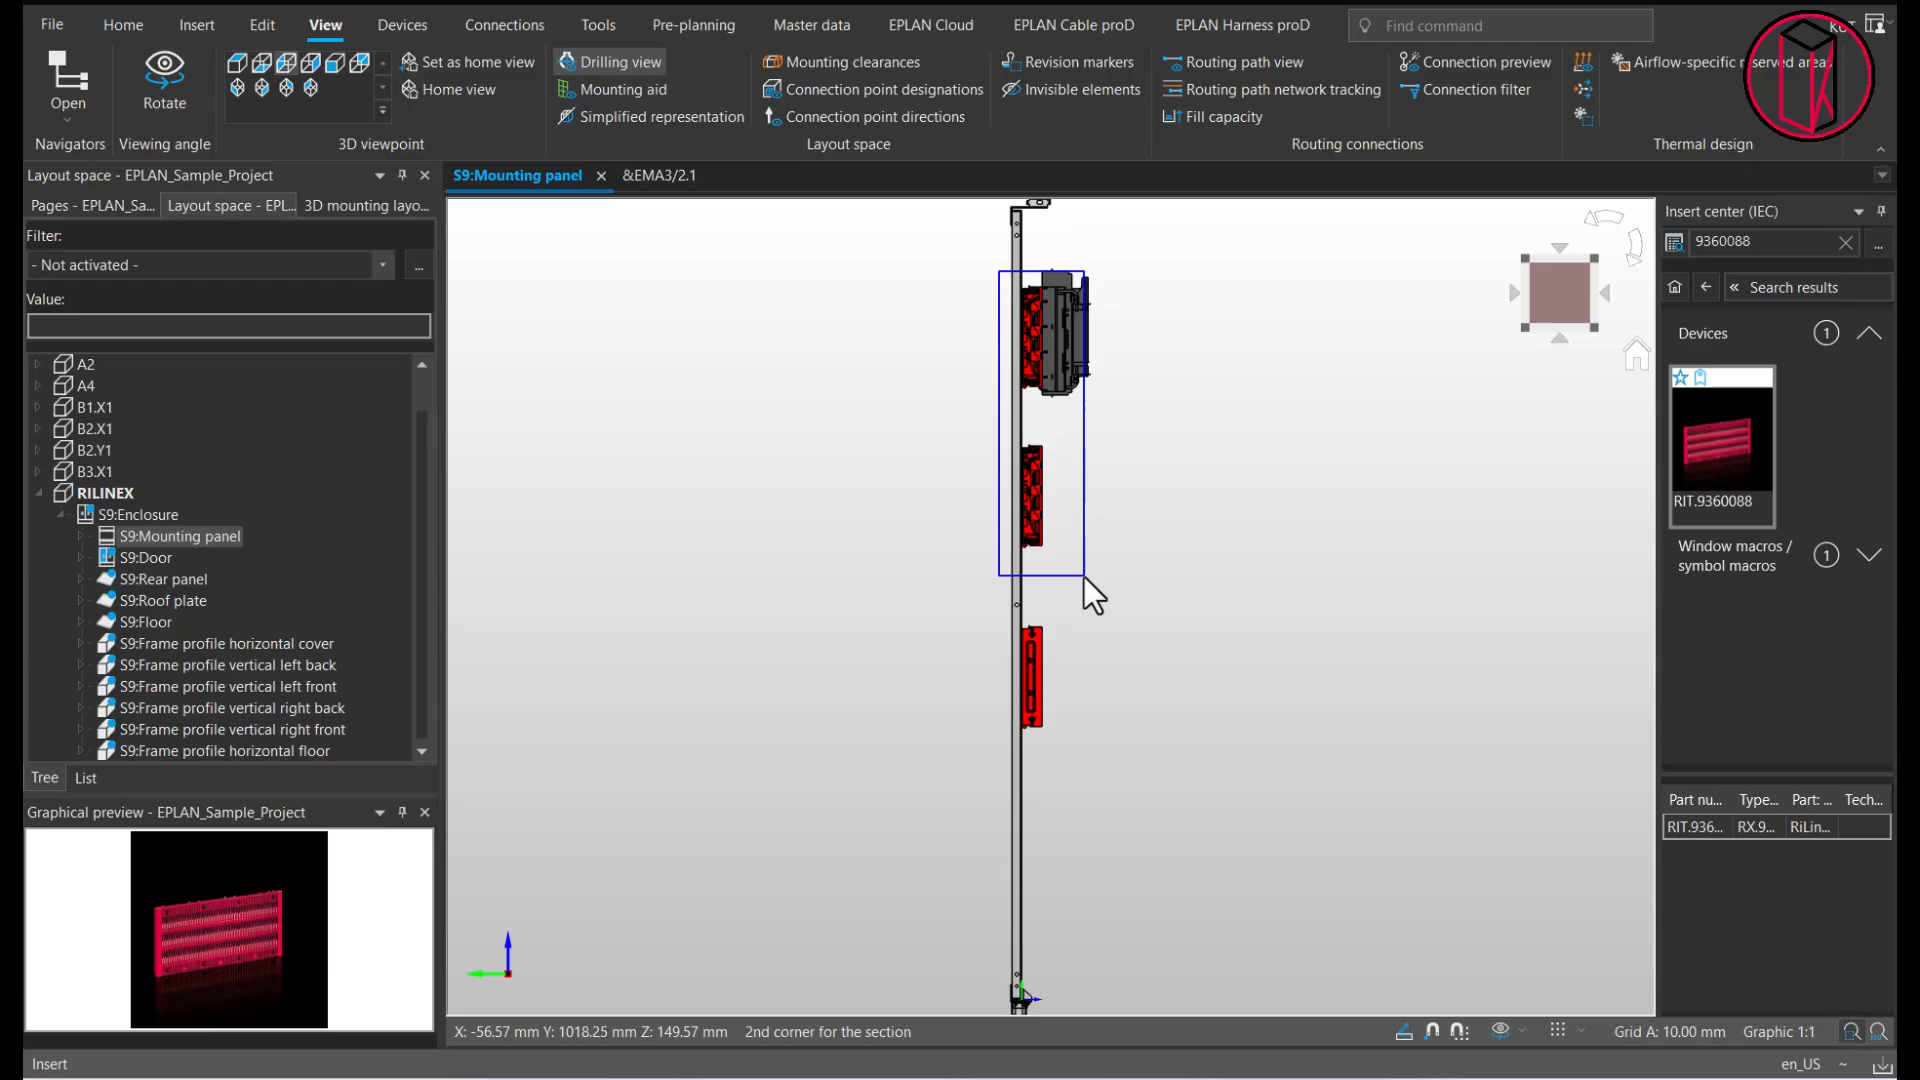 File Home Insert Edit View Devices Connections Tools Pre-planning Master data EPLAN Cloud EPLAN Cable proD EPLAN Harness proD Find command
Open
Rotate
Set as home view
Home view
Drilling view
Mounting aid
Simplified representation
Mounting clearances
Connection point designations
Connection point directions
Revision markers
Invisible elements
Routing path view
Routing path network tracking
Fill capacity
Connection preview
Connection filter
Airflow-specific reserved areas
Navigators Viewing angle 3D viewpoint Layout space Routing connections Thermal design
Layout space - EPLAN_Sample_Project
Pages - EPLAN_Sa... Layout space - EPL... 3D mounting layo...
Filter:
- Not activated -
...
Value:
A2
A4
B1.X1
B2.X1
B2.Y1
B3.X1
RILINEX
S9:Enclosure
S9:Mounting panel
S9:Door
S9:Rear panel
S9:Roof plate
S9:Floor
S9:Frame profile horizontal cover
S9:Frame profile vertical left back
S9:Frame profile vertical left front
S9:Frame profile vertical right back
S9:Frame profile vertical right front
S9:Frame profile horizontal floor
Tree List
Graphical preview - EPLAN_Sample_Project
S9:Mounting panel &EMA3/2.1
Insert center (IEC)
9360088
...
« Search results
Devices 1
RIT.9360088
Window macros /
symbol macros
1
Part nu... Type... Part: ... Tech...
RIT.936... RX.9... RiLin...
X: -56.57 mm Y: 1018.25 mm Z: 149.57 mm 2nd corner for the section
Grid A: 10.00 mm Graphic 1:1
Insert
en_US ~